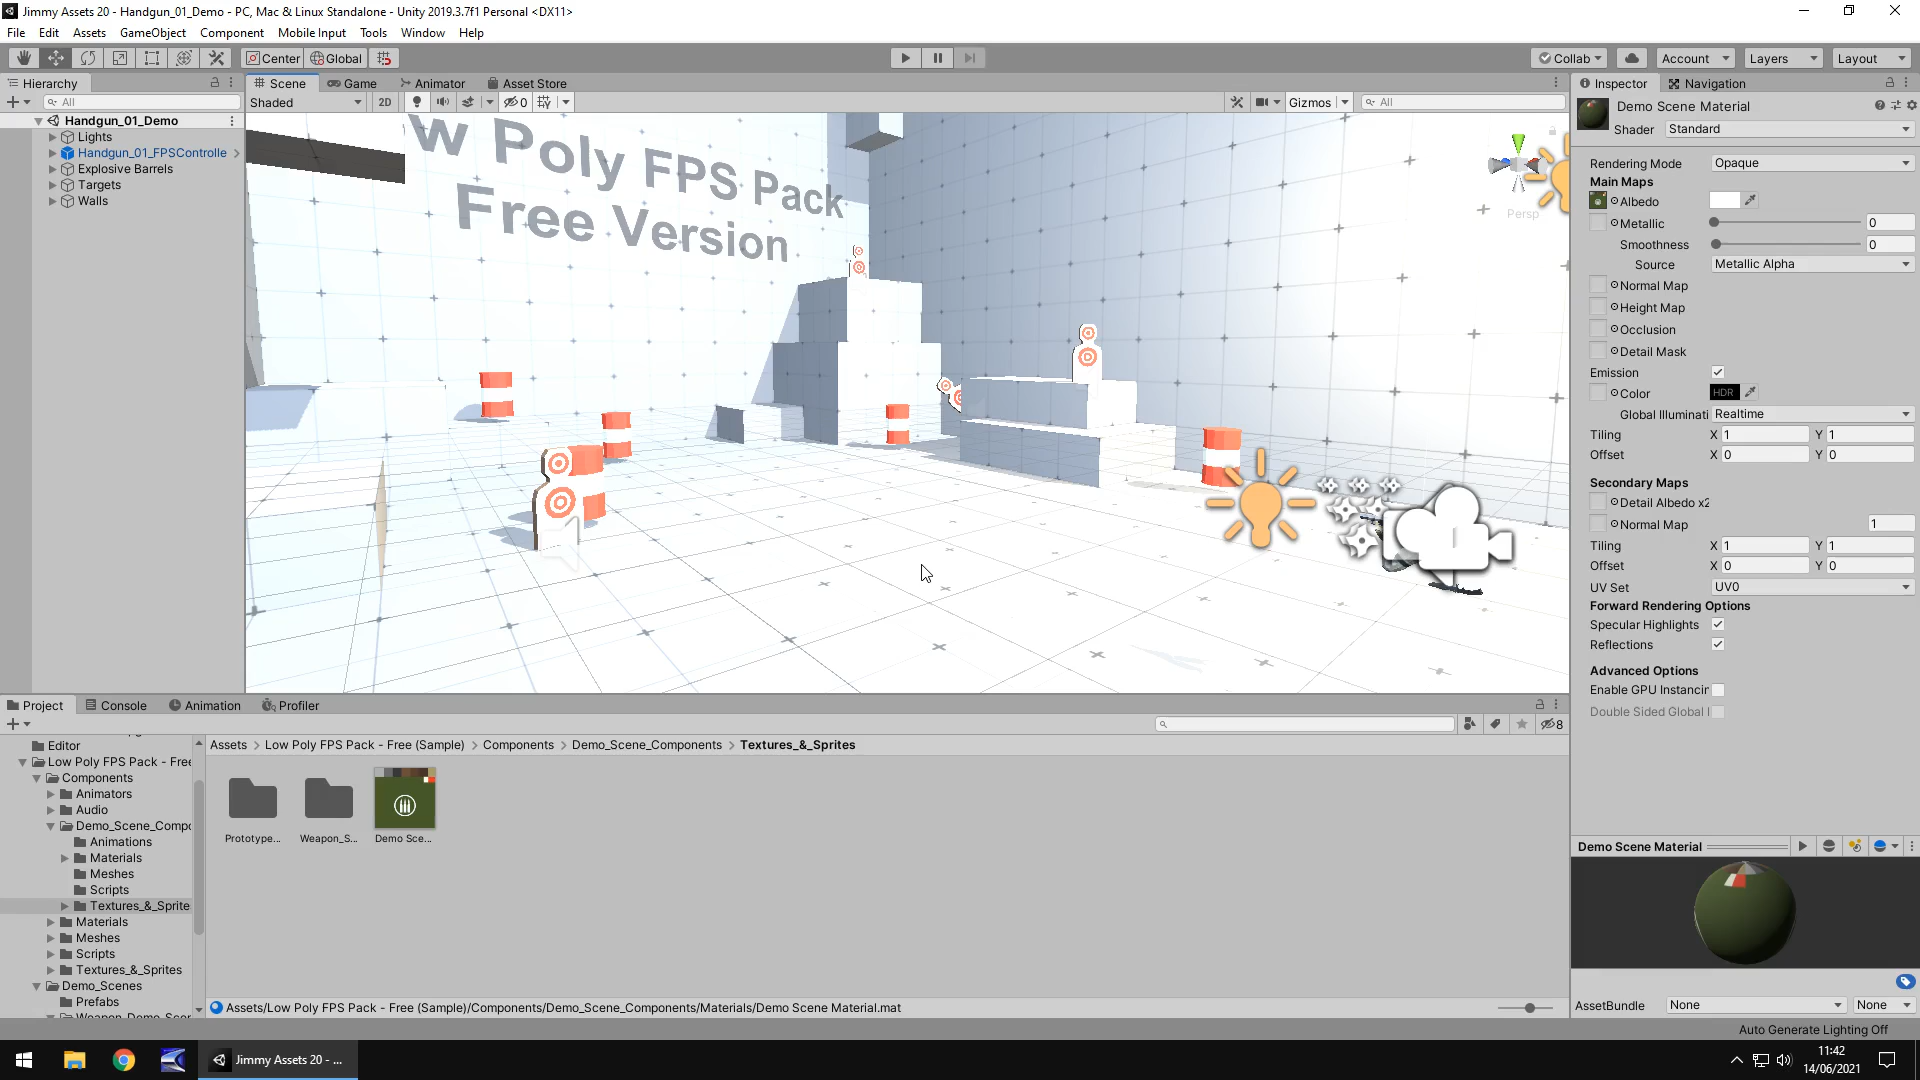 Jimmy Assets 20 - Handgun_01_Demo - PC, Mac & Linux Standalone - Unity 2019.3.7f1 Personal <DX11>
File Edit Assets GameObject Component Mobile Input Tools Window Help
Center Global Collab Account Layers Layout
Hierarchy
All
Handgun_01_Demo
Lights
Handgun_01_FPSControlle
Explosive Barrels
Targets
Walls
Scene Game Animator Asset Store
Shaded 2D 0 Gizmos All
w Poly FPS Pack
Free Version
Persp
Inspector Navigation
Demo Scene Material
Shader Standard
Rendering Mode Opaque
Main Maps
Albedo
Metallic 0
Smoothness 0
Source Metallic Alpha
Normal Map
Height Map
Occlusion
Detail Mask
Emission
Color HDR
Global Illuminati Realtime
Tiling X 1 Y 1
Offset X 0 Y 0
Secondary Maps
Detail Albedo x2
Normal Map 1
Tiling X 1 Y 1
Offset X 0 Y 0
UV Set UV0
Forward Rendering Options
Specular Highlights
Reflections
Advanced Options
Enable GPU Instancin
Double Sided Global I
Demo Scene Material
AssetBundle None None
Project Console Animation Profiler
8
Editor
Low Poly FPS Pack - Free
Components
Animators
Audio
Demo_Scene_Compo
Animations
Materials
Meshes
Scripts
Textures_&_Sprite
Materials
Meshes
Scripts
Textures_&_Sprites
Demo_Scenes
Prefabs
Assets > Low Poly FPS Pack - Free (Sample) > Components > Demo_Scene_Components > Textures_&_Sprites
Prototype... Weapon_S... Demo Sce...
Assets/Low Poly FPS Pack - Free (Sample)/Components/Demo_Scene_Components/Materials/Demo Scene Material.mat
Auto Generate Lighting Off
Jimmy Assets 20 - ...
11:42
14/06/2021